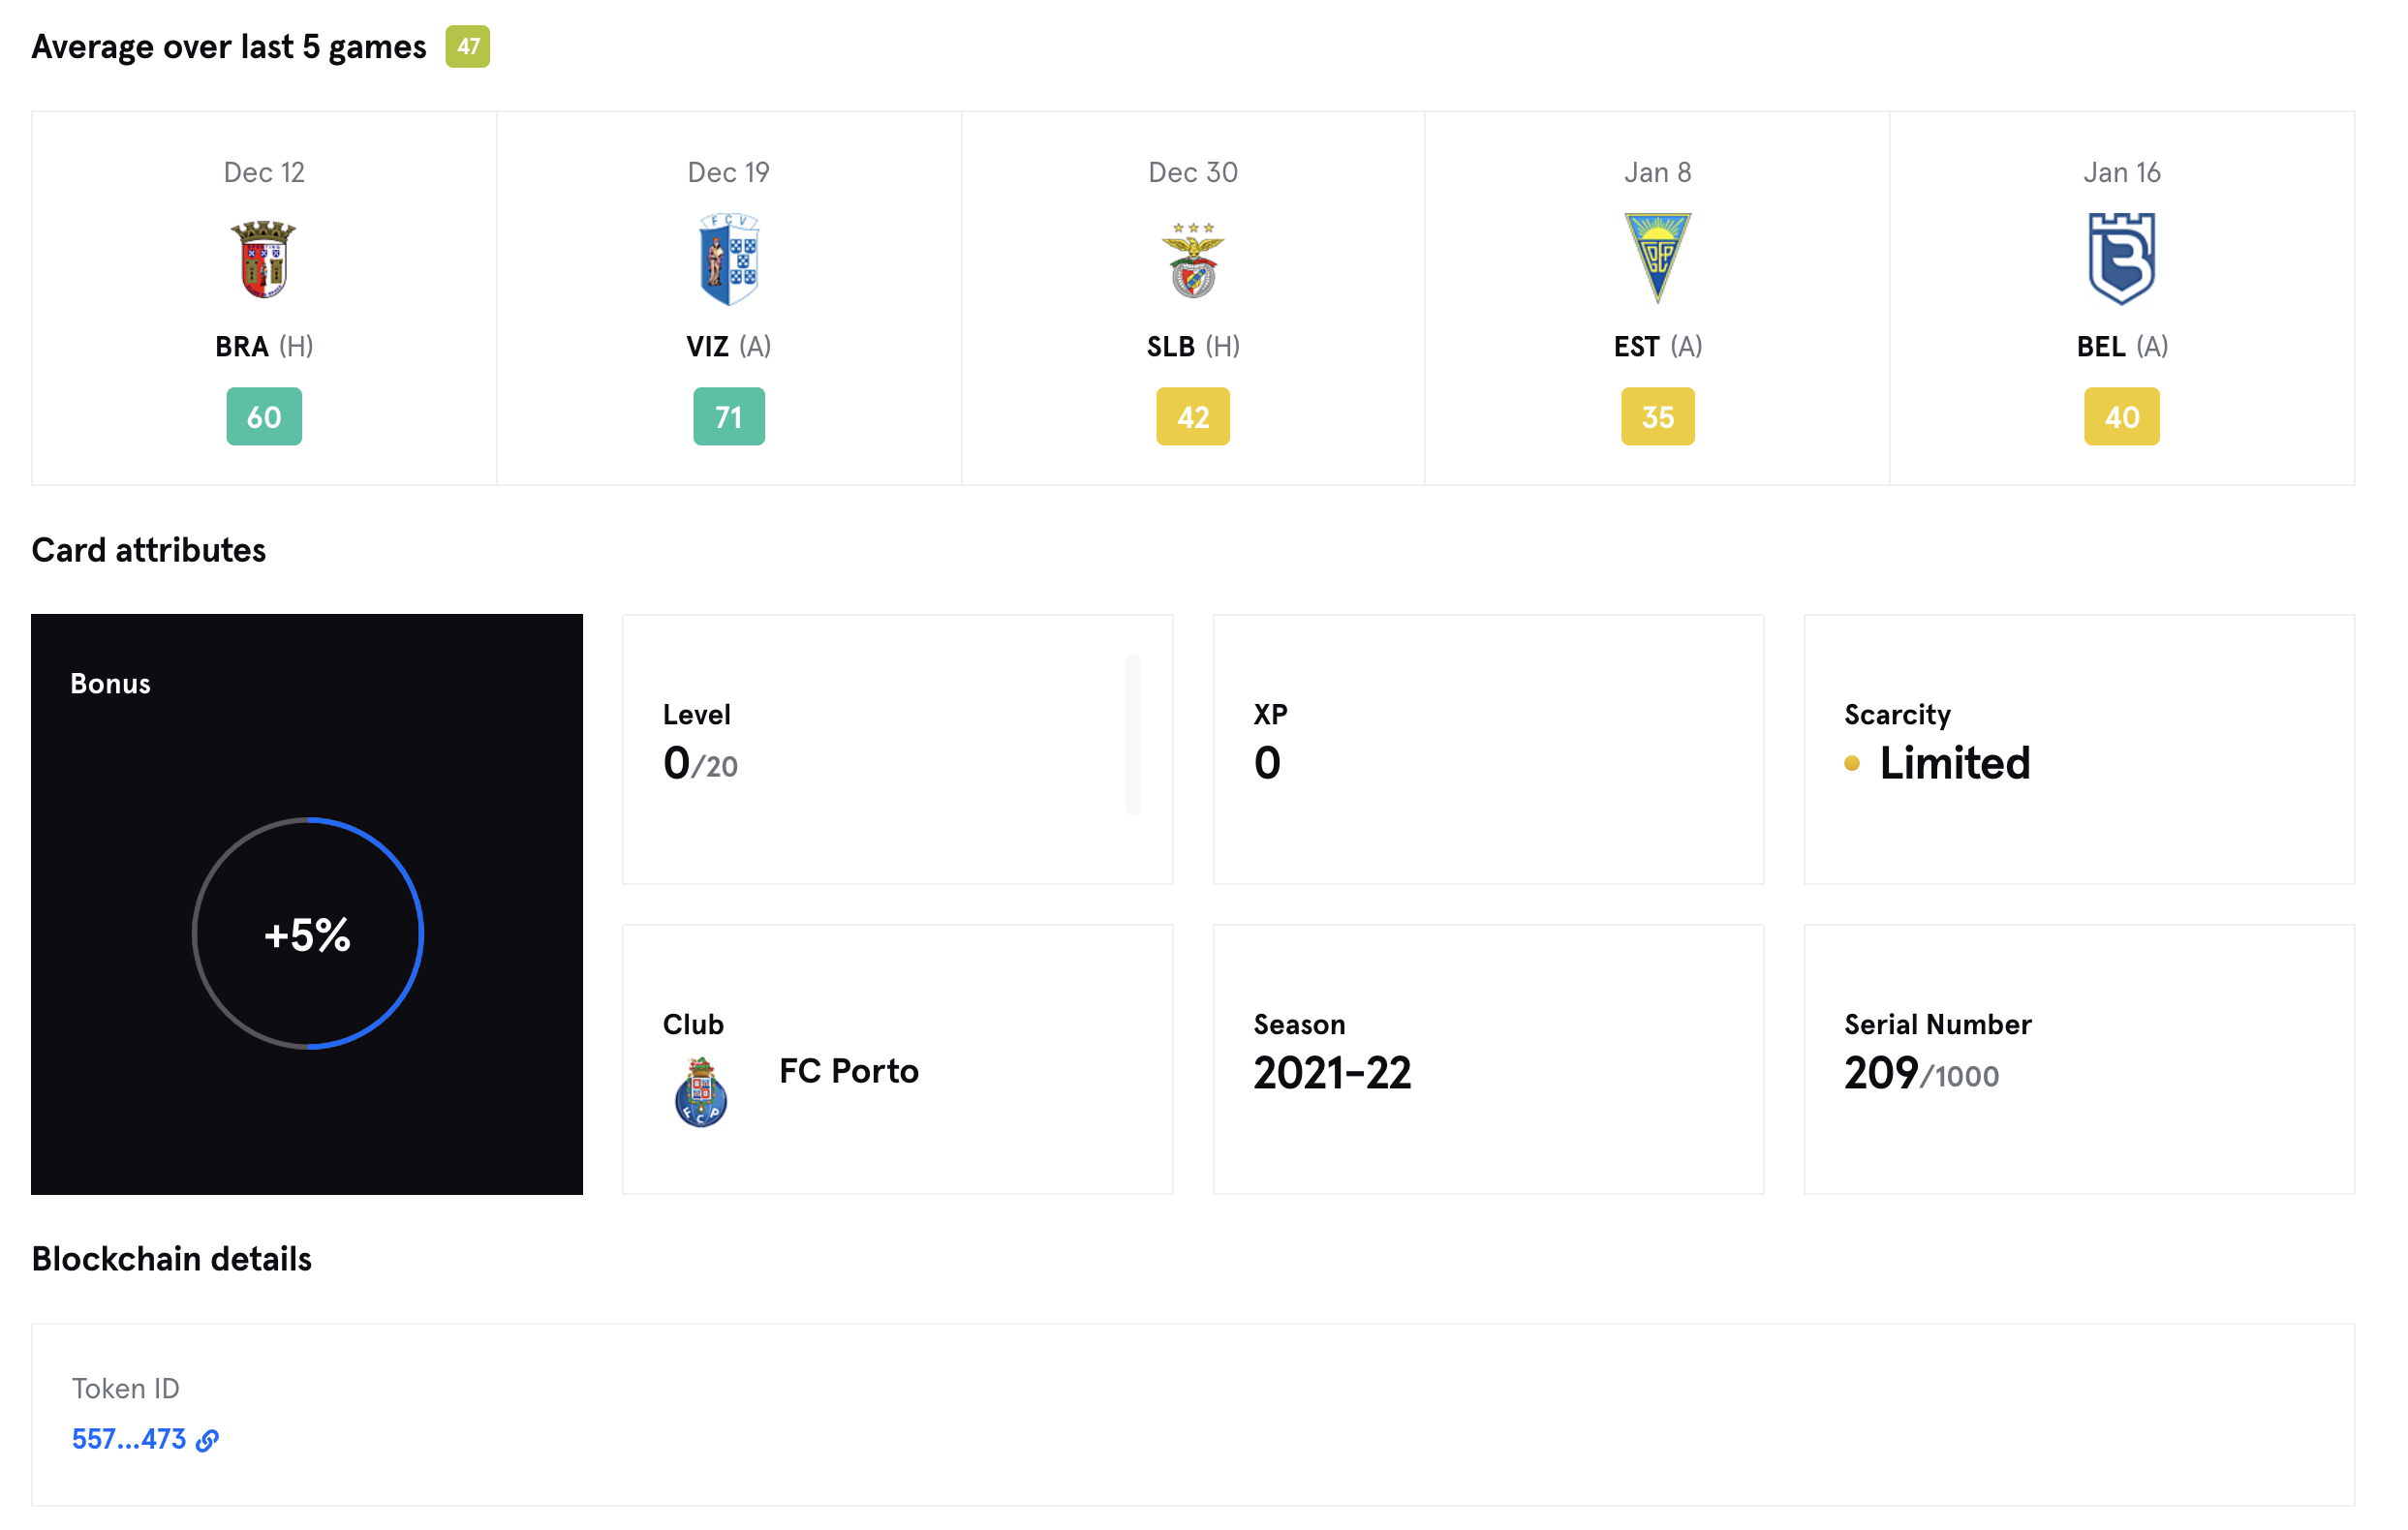 Average over last 5 games 47
Dec 12 Dec 19 Dec 30 Jan 8 Jan 16
FCV
BRA (H) VIZ (A) SLB (H) EST (A) BEL (A)
60 71 42 35 40
Card attributes
Bonus
+5%
Level
0/20
XP
0
Scarcity
Limited
Club
FC Porto
FCP
Season
2021-22
Serial Number
209/1000
Blockchain details
Token ID
557...473